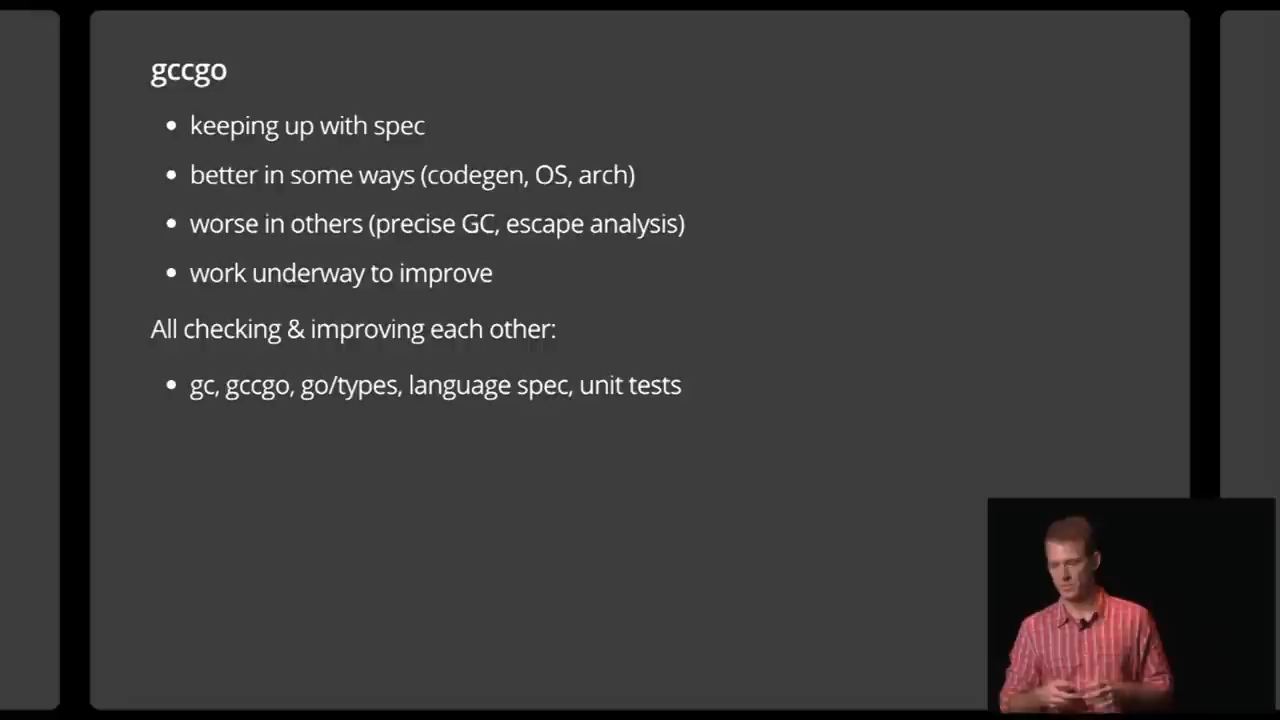 gccgo
keeping up with spec
better in some ways (codegen, OS, arch)
worse in others (precise GC, escape analysis)
work underway to improve
All checking & improving each other:
gc, gccgo, go/types, language spec, unit tests